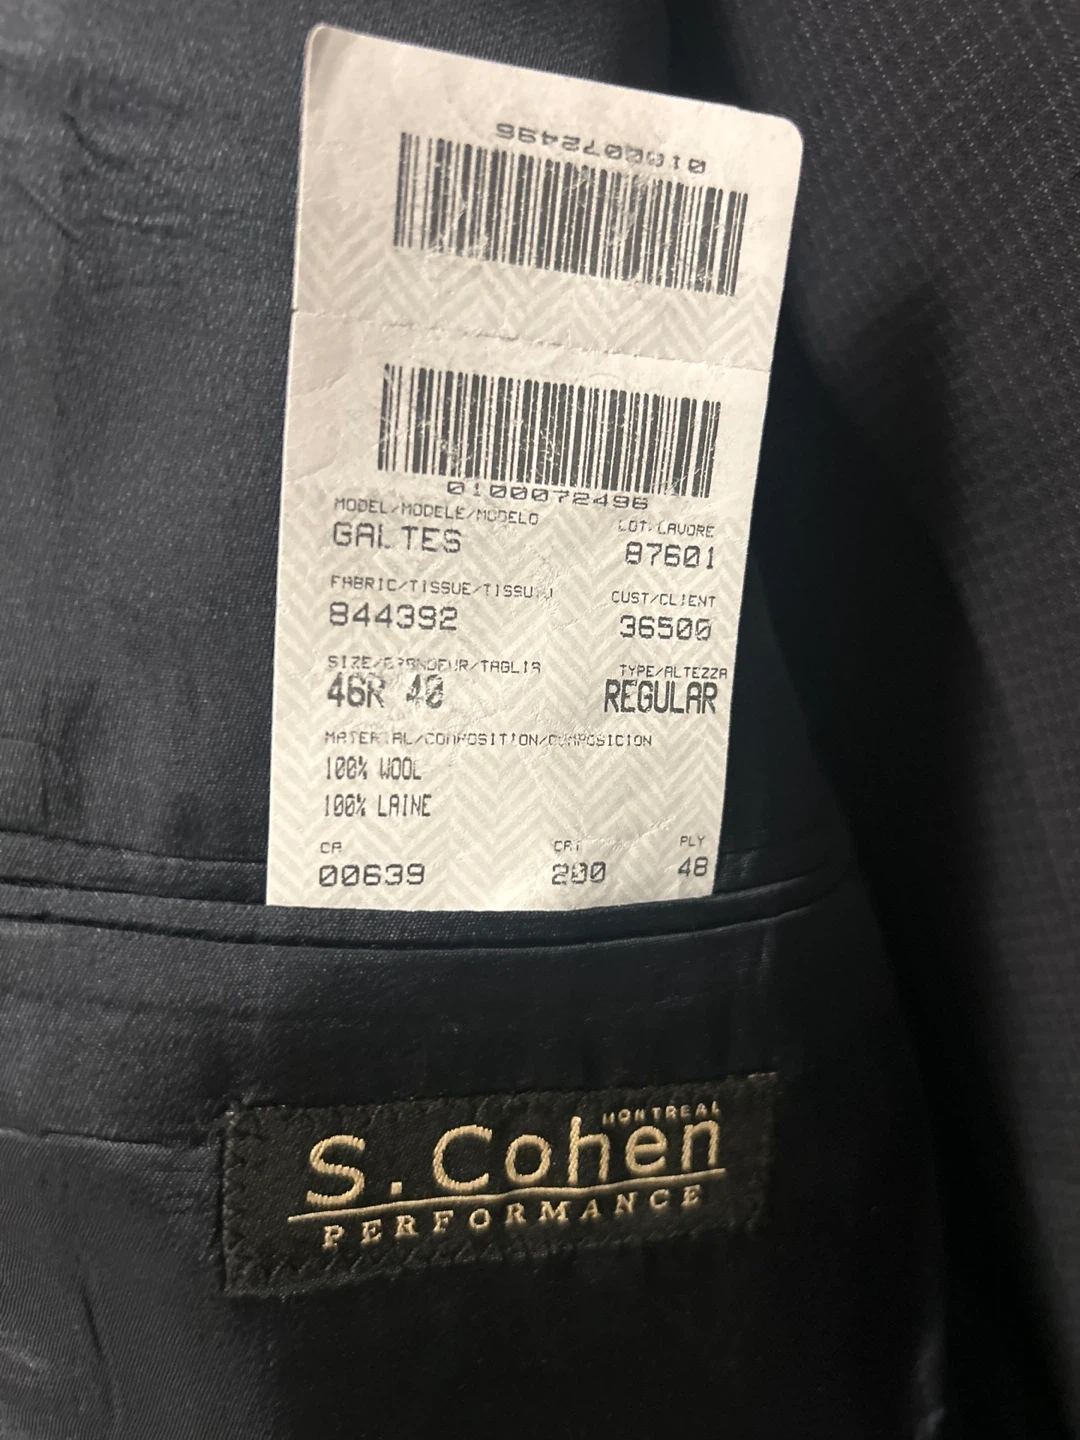 0100072496
0100072496
MODEL/MODELE/MODELO
GALTES
LOT.LAVORE
87601
FABRIC/TISSUE/TISSU
844392
CUST/CLIENT
36500
SIZE/GRANDEUR/TAGLIA
46R 40
TYPE/ALTEZZA
REGULAR
MATERIAL/COMPOSITION/COMPOSICION
100% WOOL
100% LAINE
CA
00639
CRT
200
PLY
48
MONTREAL
S. Cohen
PERFORMANCE